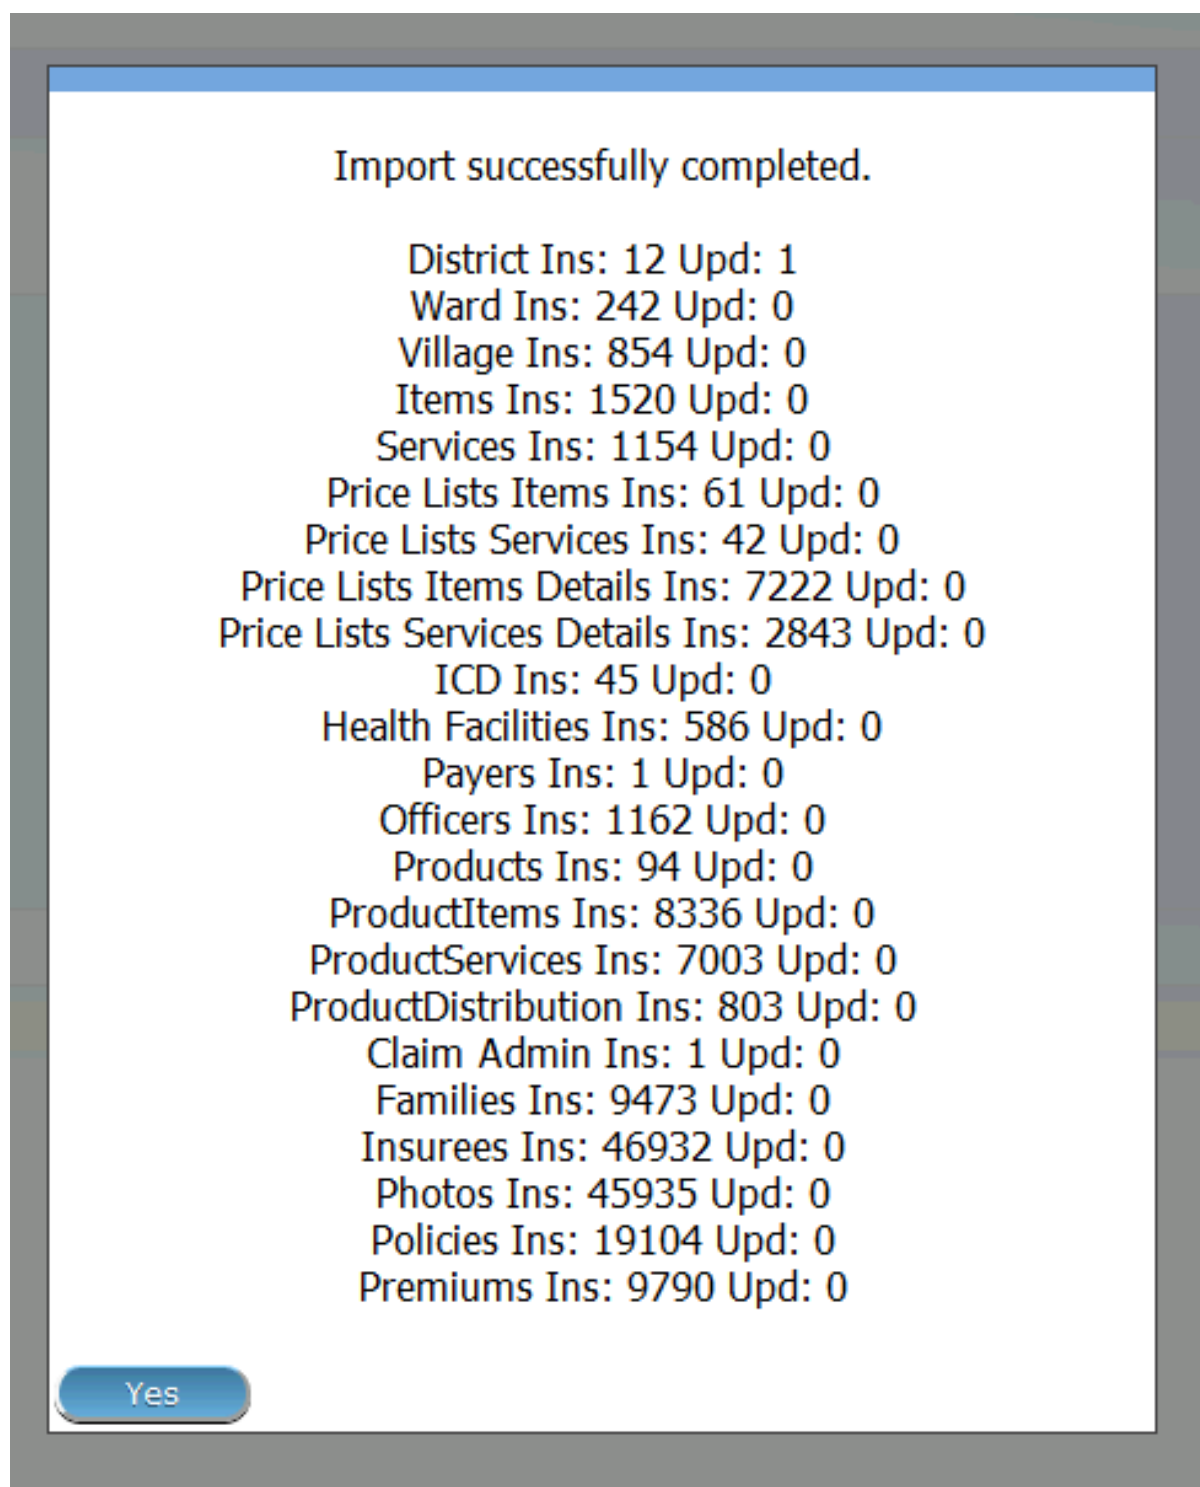 Import successfully completed.
District Ins: 12 Upd: 1
Ward Ins: 242 Upd: 0
Village Ins: 854 Upd: 0
Items Ins: 1520 Upd: 0
Services Ins: 1154 Upd: 0
Price Lists Items Ins: 61 Upd: 0
Price Lists Services Ins: 42 Upd: 0
Price Lists Items Details Ins: 7222 Upd: 0
Price Lists Services Details Ins: 2843 Upd: 0
ICD Ins: 45 Upd: 0
Health Facilities Ins: 586 Upd: 0
Payers Ins: 1 Upd: 0
Officers Ins: 1162 Upd: 0
Products Ins: 94 Upd: 0
ProductItems Ins: 8336 Upd: 0
ProductServices Ins: 7003 Upd: 0
ProductDistribution Ins: 803 Upd: 0
Claim Admin Ins: 1 Upd: 0
Families Ins: 9473 Upd: 0
Insurees Ins: 46932 Upd: 0
Photos Ins: 45935 Upd: 0
Policies Ins: 19104 Upd: 0
Premiums Ins: 9790 Upd: 0
Yes